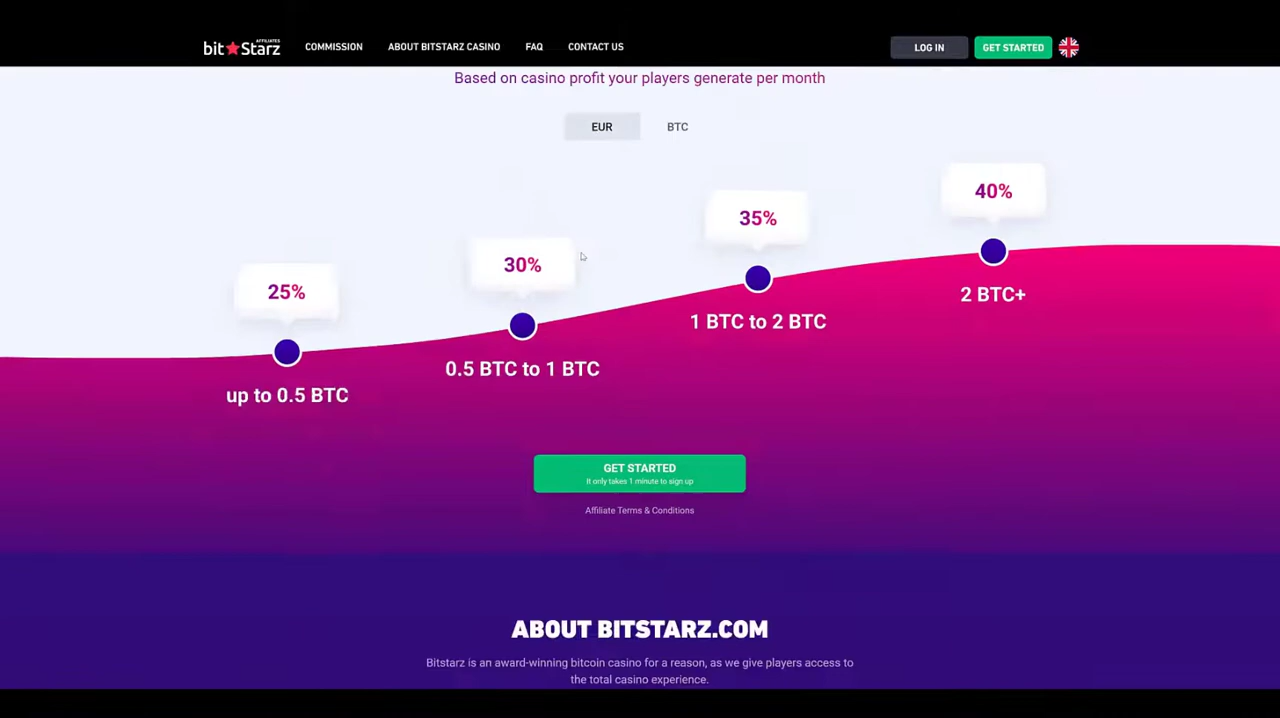 AFFILIATES
bit★Starz
COMMISSION
ABOUT BITSTARZ CASINO
FAQ
CONTACT US
LOG IN
GET STARTED
Based on casino profit your players generate per month
EUR
BTC
25%
up to 0.5 BTC
30%
0.5 BTC to 1 BTC
35%
1 BTC to 2 BTC
40%
2 BTC+
GET STARTED
It only takes 1 minute to sign up
Affiliate Terms & Conditions
ABOUT BITSTARZ.COM
Bitstarz is an award-winning bitcoin casino for a reason, as we give players access to
the total casino experience.